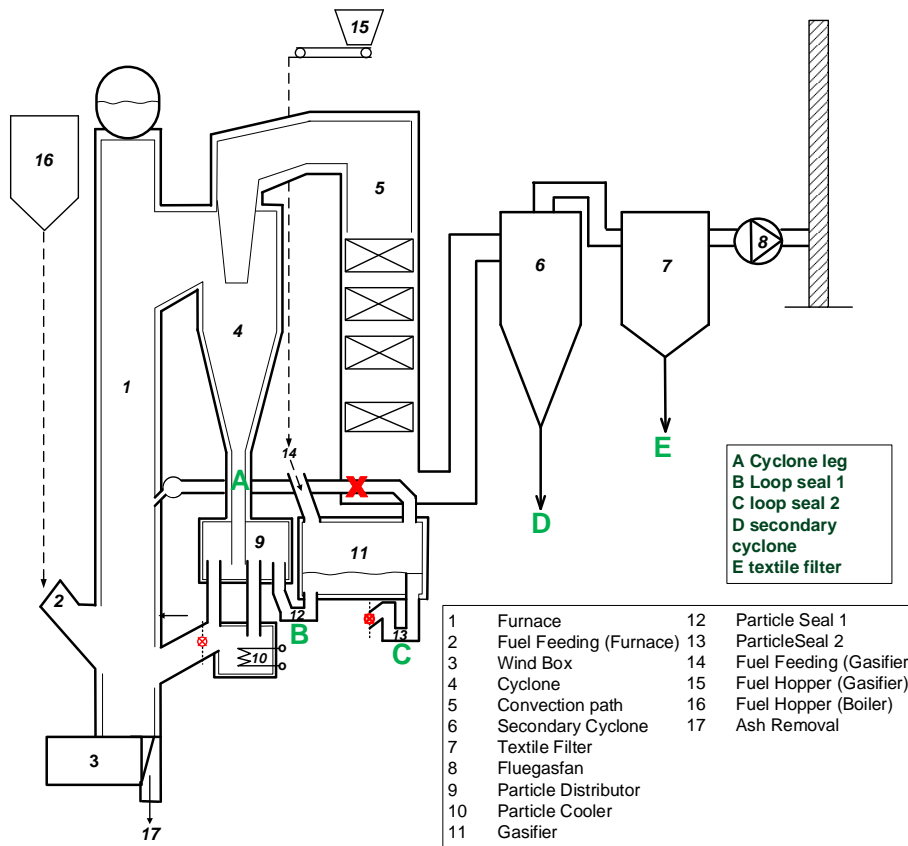 15
16
5
6
7
8
4
1
14
A
E
D
9
11
2
12
B
13
C
10
3
17
A Cyclone leg
B Loop seal 1
C loop seal 2
D secondary
cyclone
E textile filter
1 Furnace
2 Fuel Feeding (Furnace)
3 Wind Box
4 Cyclone
5 Convection path
6 Secondary Cyclone
7 Textile Filter
8 Fluegasfan
9 Particle Distributor
10 Particle Cooler
11 Gasifier
12 Particle Seal 1
13 ParticleSeal 2
14 Fuel Feeding (Gasifier
15 Fuel Hopper (Gasifier)
16 Fuel Hopper (Boiler)
17 Ash Removal